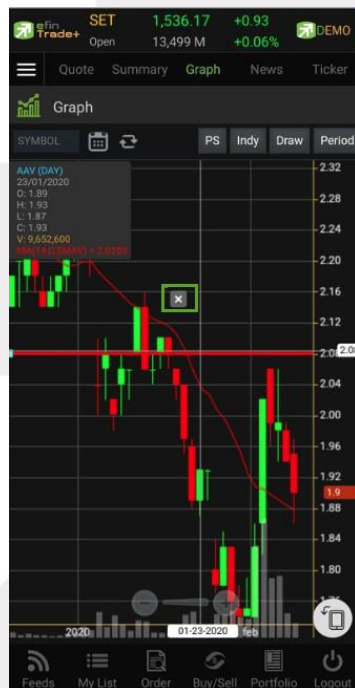 efin
Trade+
SET 1,536.17 +0.93
Open 13,499 M +0.06%
DEMO
Quote Summary Graph News Ticker
Graph
SYMBOL PS Indy Draw Period
AAV (DAY)
23/01/2020
O: 1.89
H: 1.93
L: 1.87
C: 1.93
V: 9,652,600
2.32
2.28
2.24
2.20
2.16
2.12
2.08
2.04
2.00
1.96
1.92
1.9
1.88
1.84
1.80
2020 01-23-2020 feb
Feeds My List Order Buy/Sell Portfolio Logout